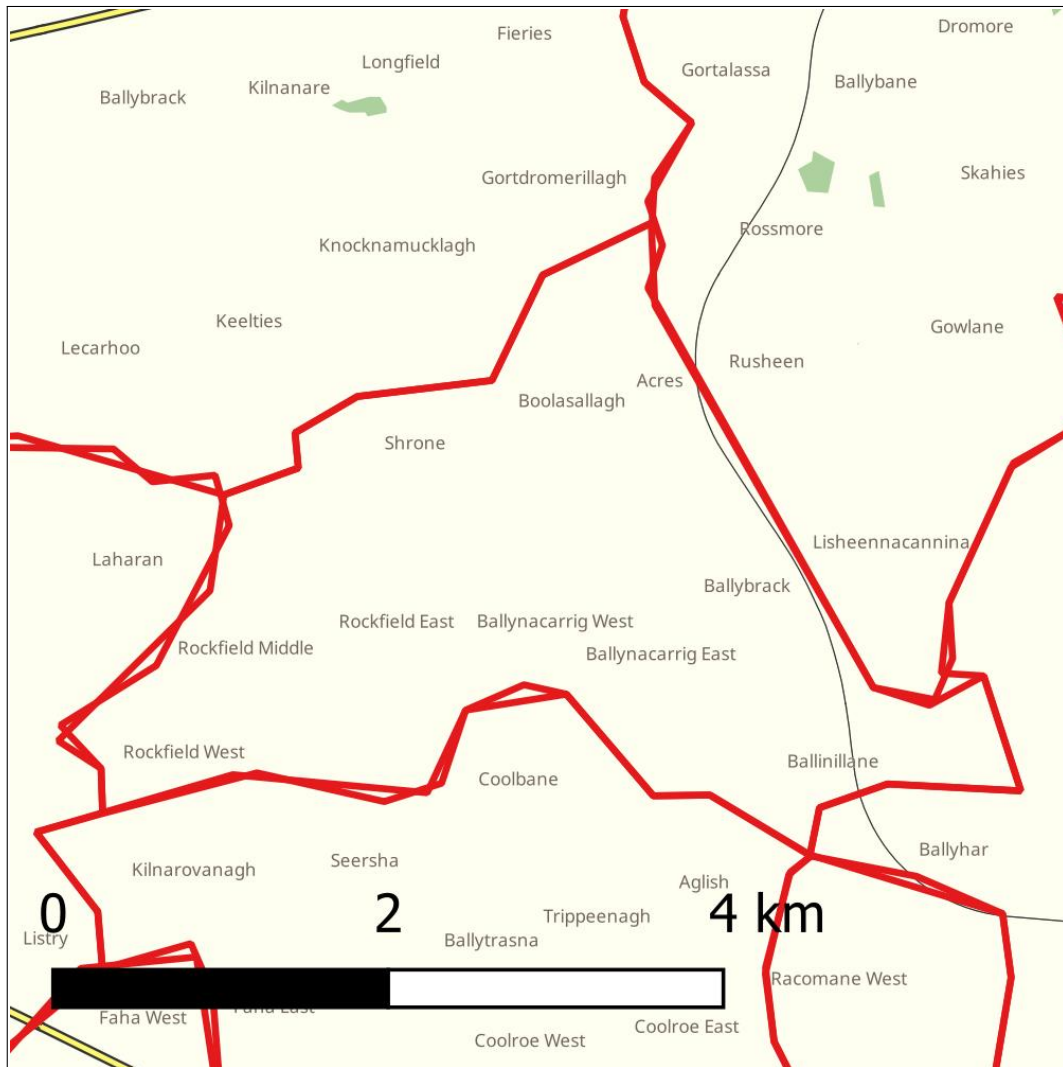 Dromore
Fieries
Longfield
Gortalassa
Ballybane
Kilnanare
Ballybrack
Skahies
Gortdromerillagh
Rossmore
Knocknamucklagh
Keelties
Gowlane
Lecarhoo
Rusheen
Acres
Boolasallagh
Shrone
Lisheennacannina
Laharan
Ballybrack
Rockfield East
Ballynacarrig West
Rockfield Middle
Ballynacarrig East
Rockfield West
Ballinillane
Coolbane
Ballyhar
Seersha
Kilnarovanagh
Aglish
0 2 4 km
Trippeenagh
Listry
Ballytrasna
Racomane West
Faha East
Faha West
Coolroe East
Coolroe West